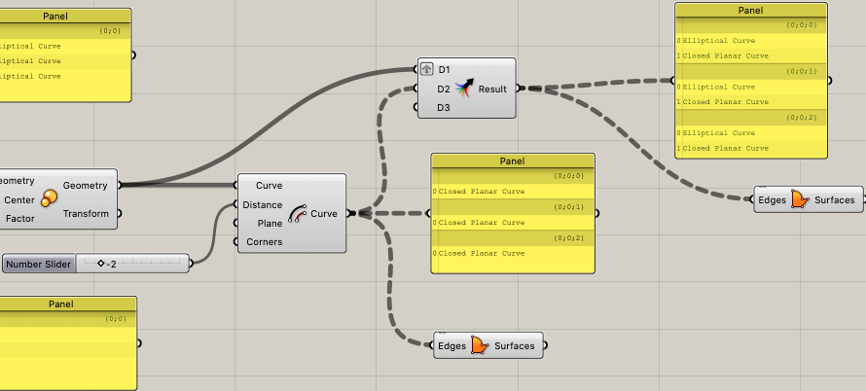 Panel
{0;0}
lliptical Curve
lliptical Curve
lliptical Curve
eometry
Center
Factor
Geometry
Transform
Number Slider
-2
Panel
{0;0}
Curve
Distance
Plane
Corners
Curve
D1
D2
D3
Result
Panel
{0;0;0}
0 Closed Planar Curve
{0;0;1}
0 Closed Planar Curve
{0;0;2}
0 Closed Planar Curve
Edges
Surfaces
Panel
{0;0;0}
0 Elliptical Curve
1 Closed Planar Curve
{0;0;1}
0 Elliptical Curve
1 Closed Planar Curve
{0;0;2}
0 Elliptical Curve
1 Closed Planar Curve
Edges
Surfaces